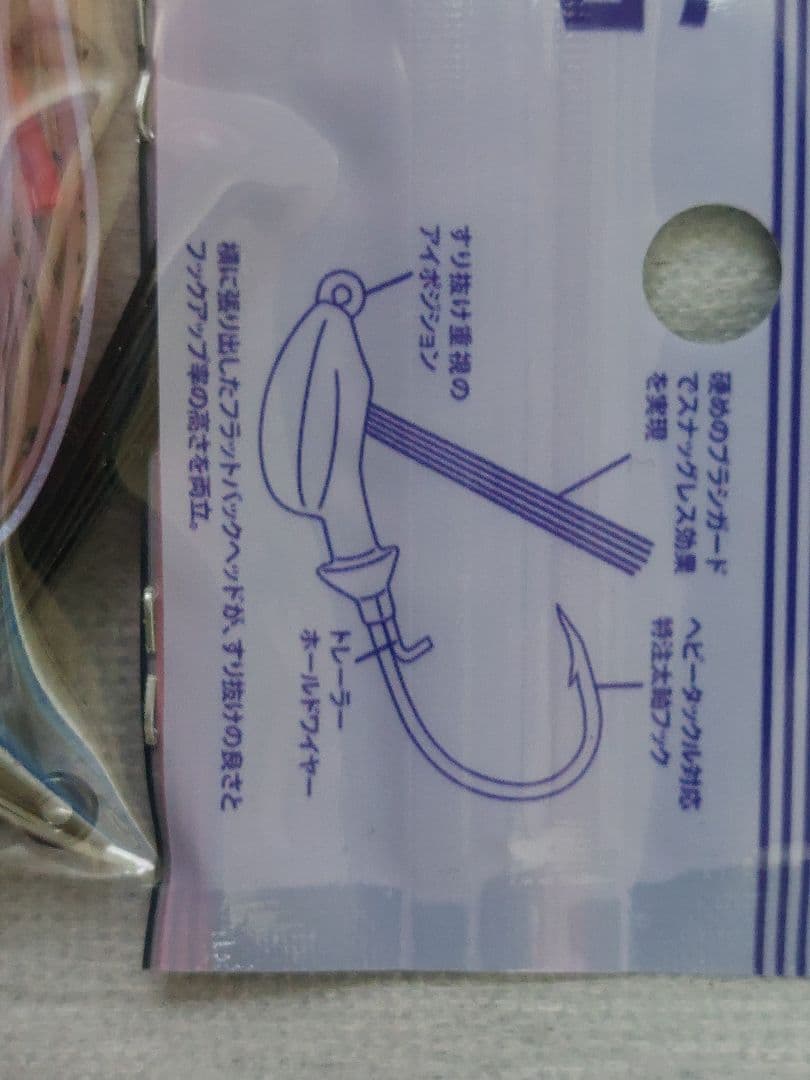 硬めのブラシガード
でスナッグレス効果
を実現
ヘビータックル対応
特注太軸フック
すり抜け重視の
アイポジション
トレーラー
ホールドワイヤー
横に張り出したフラットバックヘッドが、すり抜けの良さと
フックアップ率の高さを両立。